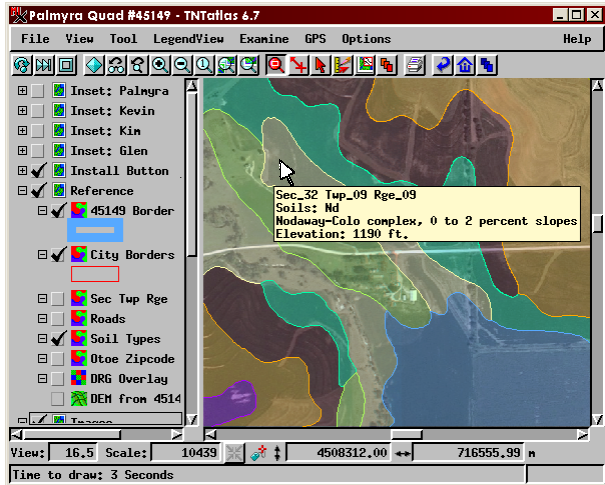 Palmyra Quad #45149 - TNTatlas 6.7
File View Tool LegendView Examine GPS Options Help
Inset: Palmyra
Inset: Kevin
Inset: Kim
Inset: Glen
Install Button
Reference
45149 Border
City Borders
Sec Twp Rge
Roads
Soil Types
Otoe Zipcode
DRG Overlay
DEM from 4514
Sec_32 Twp_09 Rge_09
Soils: Nd
Nodaway-Colo complex, 0 to 2 percent slopes
Elevation: 1190 ft.
View: 16.5 Scale: 10439 4508312.00 716555.99 m
Time to draw: 3 Seconds